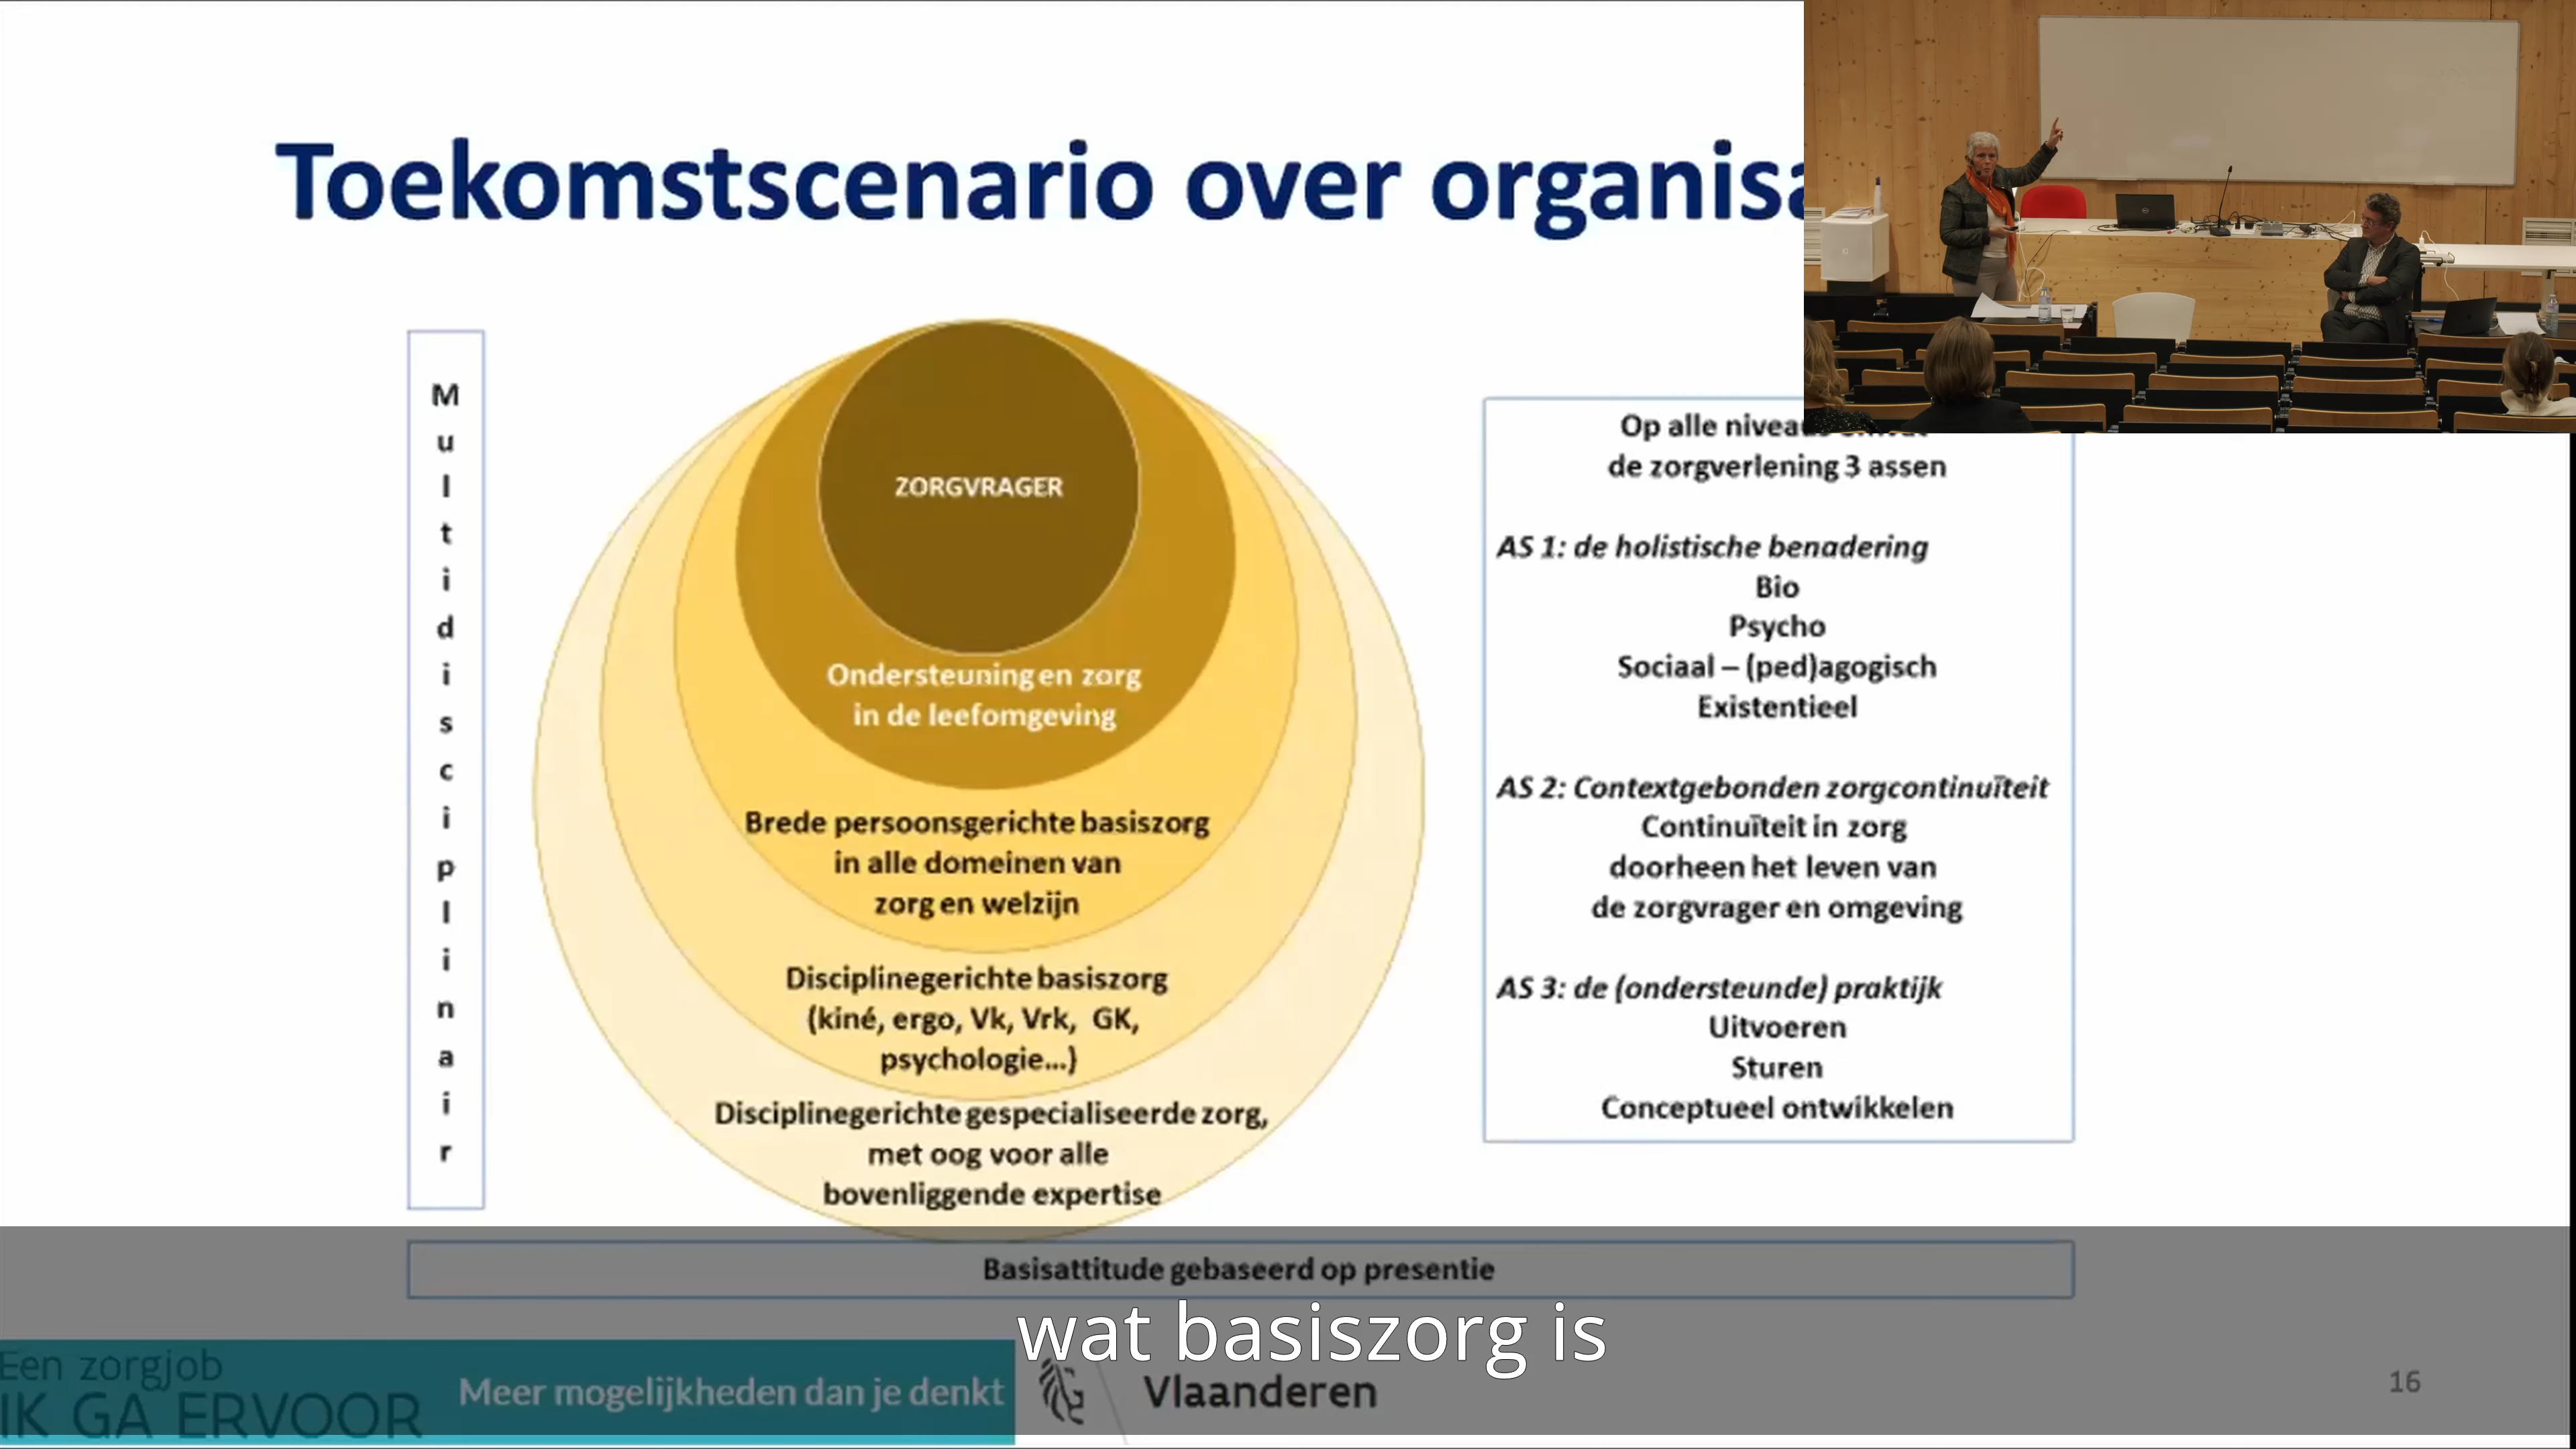 Toekomstscenario over
M
u
l
t
i
d
i
s
c
i
p
l
i
n
a
i
r
ZORGVRAGER
Ondersteuning en zorg
in de leefomgeving
Brede persoonsgerichte basiszorg
in alle domeinen van
zorg en welzijn
Disciplinegerichte basiszorg
(kiné, ergo, Vk, Vrk, GK,
psychologie...)
Disciplinegerichte gespecialiseerde zorg,
met oog voor alle
bovenliggende expertise
Op alle
de zorgverlening 3 assen
AS 1: de holistische benadering
Bio
Psycho
Sociaal – (ped)agogisch
Existentieel
AS 2: Contextgebonden zorgcontinuïteit
Continuïteit in zorg
doorheen het leven van
de zorgvrager en omgeving
AS 3: de (ondersteunde) praktijk
Uitvoeren
Sturen
Conceptueel ontwikkelen
Basisattitude gebaseerd op presentie
wat basiszorg is
Een zorgjob
IK GA ERVOOR
Meer mogelijkheden dan je denkt
Vlaanderen
16